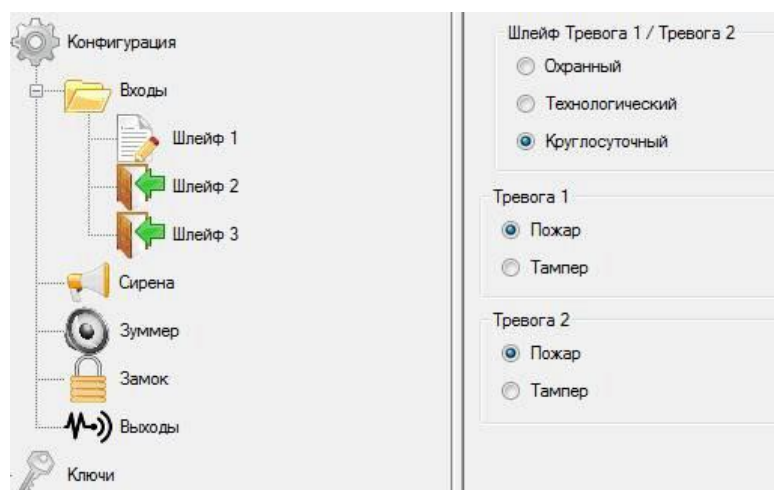 Конфигурация
Входы
Шлейф 1
Шлейф 2
Шлейф 3
Сирена
Зуммер
Замок
Выходы
Ключи
Шлейф Тревога 1 / Тревога 2
Охранный
Технологический
Круглосуточный
Тревога 1
Пожар
Тампер
Тревога 2
Пожар
Тампер